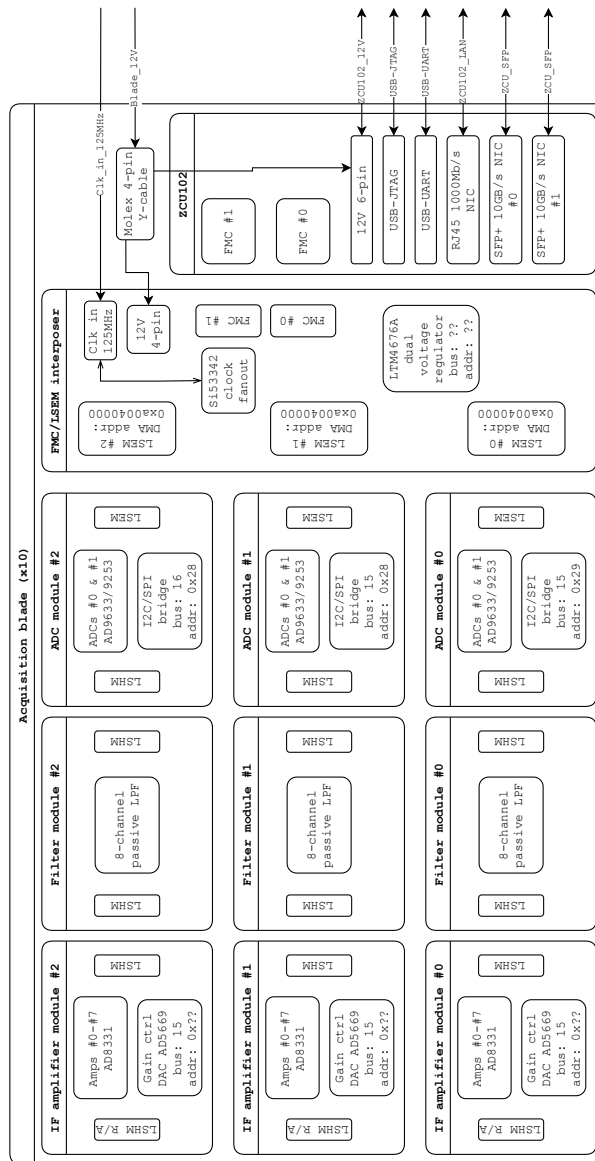 Acquisition blade (x10)
IF amplifier module #2
LSHM R/A
Amps #0-#7
AD8331
Gain ctrl
DAC AD5669
bus: 15
addr: 0x??
LSHM
Filter module #2
LSHM
8-channel
passive LPF
LSHM
ADC module #2
LSHM
ADCs #0 & #1
AD9633/9253
I2C/SPI
bridge
bus: 16
addr: 0x28
LSEM
IF amplifier module #1
LSHM R/A
Amps #0-#7
AD8331
Gain ctrl
DAC AD5669
bus: 15
addr: 0x??
LSHM
Filter module #1
LSHM
8-channel
passive LPF
LSHM
ADC module #1
LSHM
ADCs #0 & #1
AD9633/9253
I2C/SPI
bridge
bus: 15
addr: 0x28
LSEM
IF amplifier module #0
LSHM R/A
Amps #0-#7
AD8331
Gain ctrl
DAC AD5669
bus: 15
addr: 0x??
LSHM
Filter module #0
LSHM
8-channel
passive LPF
LSHM
ADC module #0
LSHM
ADCs #0 & #1
AD9633/9253
I2C/SPI
bridge
bus: 15
addr: 0x29
LSEM
FMC/LSEM interposer
LSEM #2
DMA addr:
0xa0040000
LSEM #1
DMA addr:
0xa0040000
LSEM #0
DMA addr:
0xa0040000
Clk in
125MHz
12V
4-pin
Si53342
clock
fanout
FMC #1
FMC #0
LTM4676A
dual
voltage
regulator
bus: ??
addr: ??
Molex 4-pin
Y-cable
Clk_in_125MHz
Blade_12V
ZCU102
FMC #1
FMC #0
12V 6-pin
USB-JTAG
USB-UART
RJ45 1000Mb/s
NIC
SFP+ 10GB/s NIC
#0
SFP+ 10GB/s NIC
#1
ZCU102_12V
USB-JTAG
USB-UART
ZCU102_LAN
ZCU_SFP
ZCU_SFP